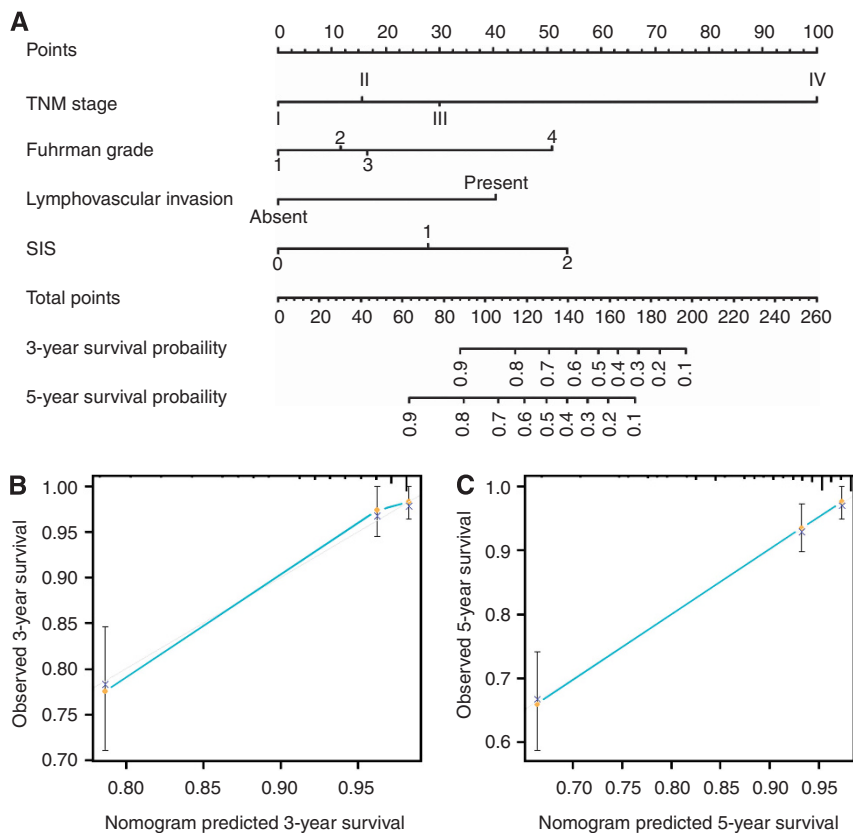 A
Points
0 10 20 30 40 50 60 70 80 90 100
TNM stage
I II III IV
Fuhrman grade
1 2 3 4
Lymphovascular invasion
Absent Present
SIS
0 1 2
Total points
0 20 40 60 80 100 120 140 160 180 200 220 240 260
3-year survival probaility
0.9 0.8 0.7 0.6 0.5 0.4 0.3 0.2 0.1
5-year survival probaility
0.9 0.8 0.7 0.6 0.5 0.4 0.3 0.2 0.1
B
Observed 3-year survival
1.00
0.95
0.90
0.85
0.80
0.75
0.70
0.80 0.85 0.90 0.95
Nomogram predicted 3-year survival
C
Observed 5-year survival
1.0
0.9
0.8
0.7
0.6
0.70 0.75 0.80 0.85 0.90 0.95
Nomogram predicted 5-year survival